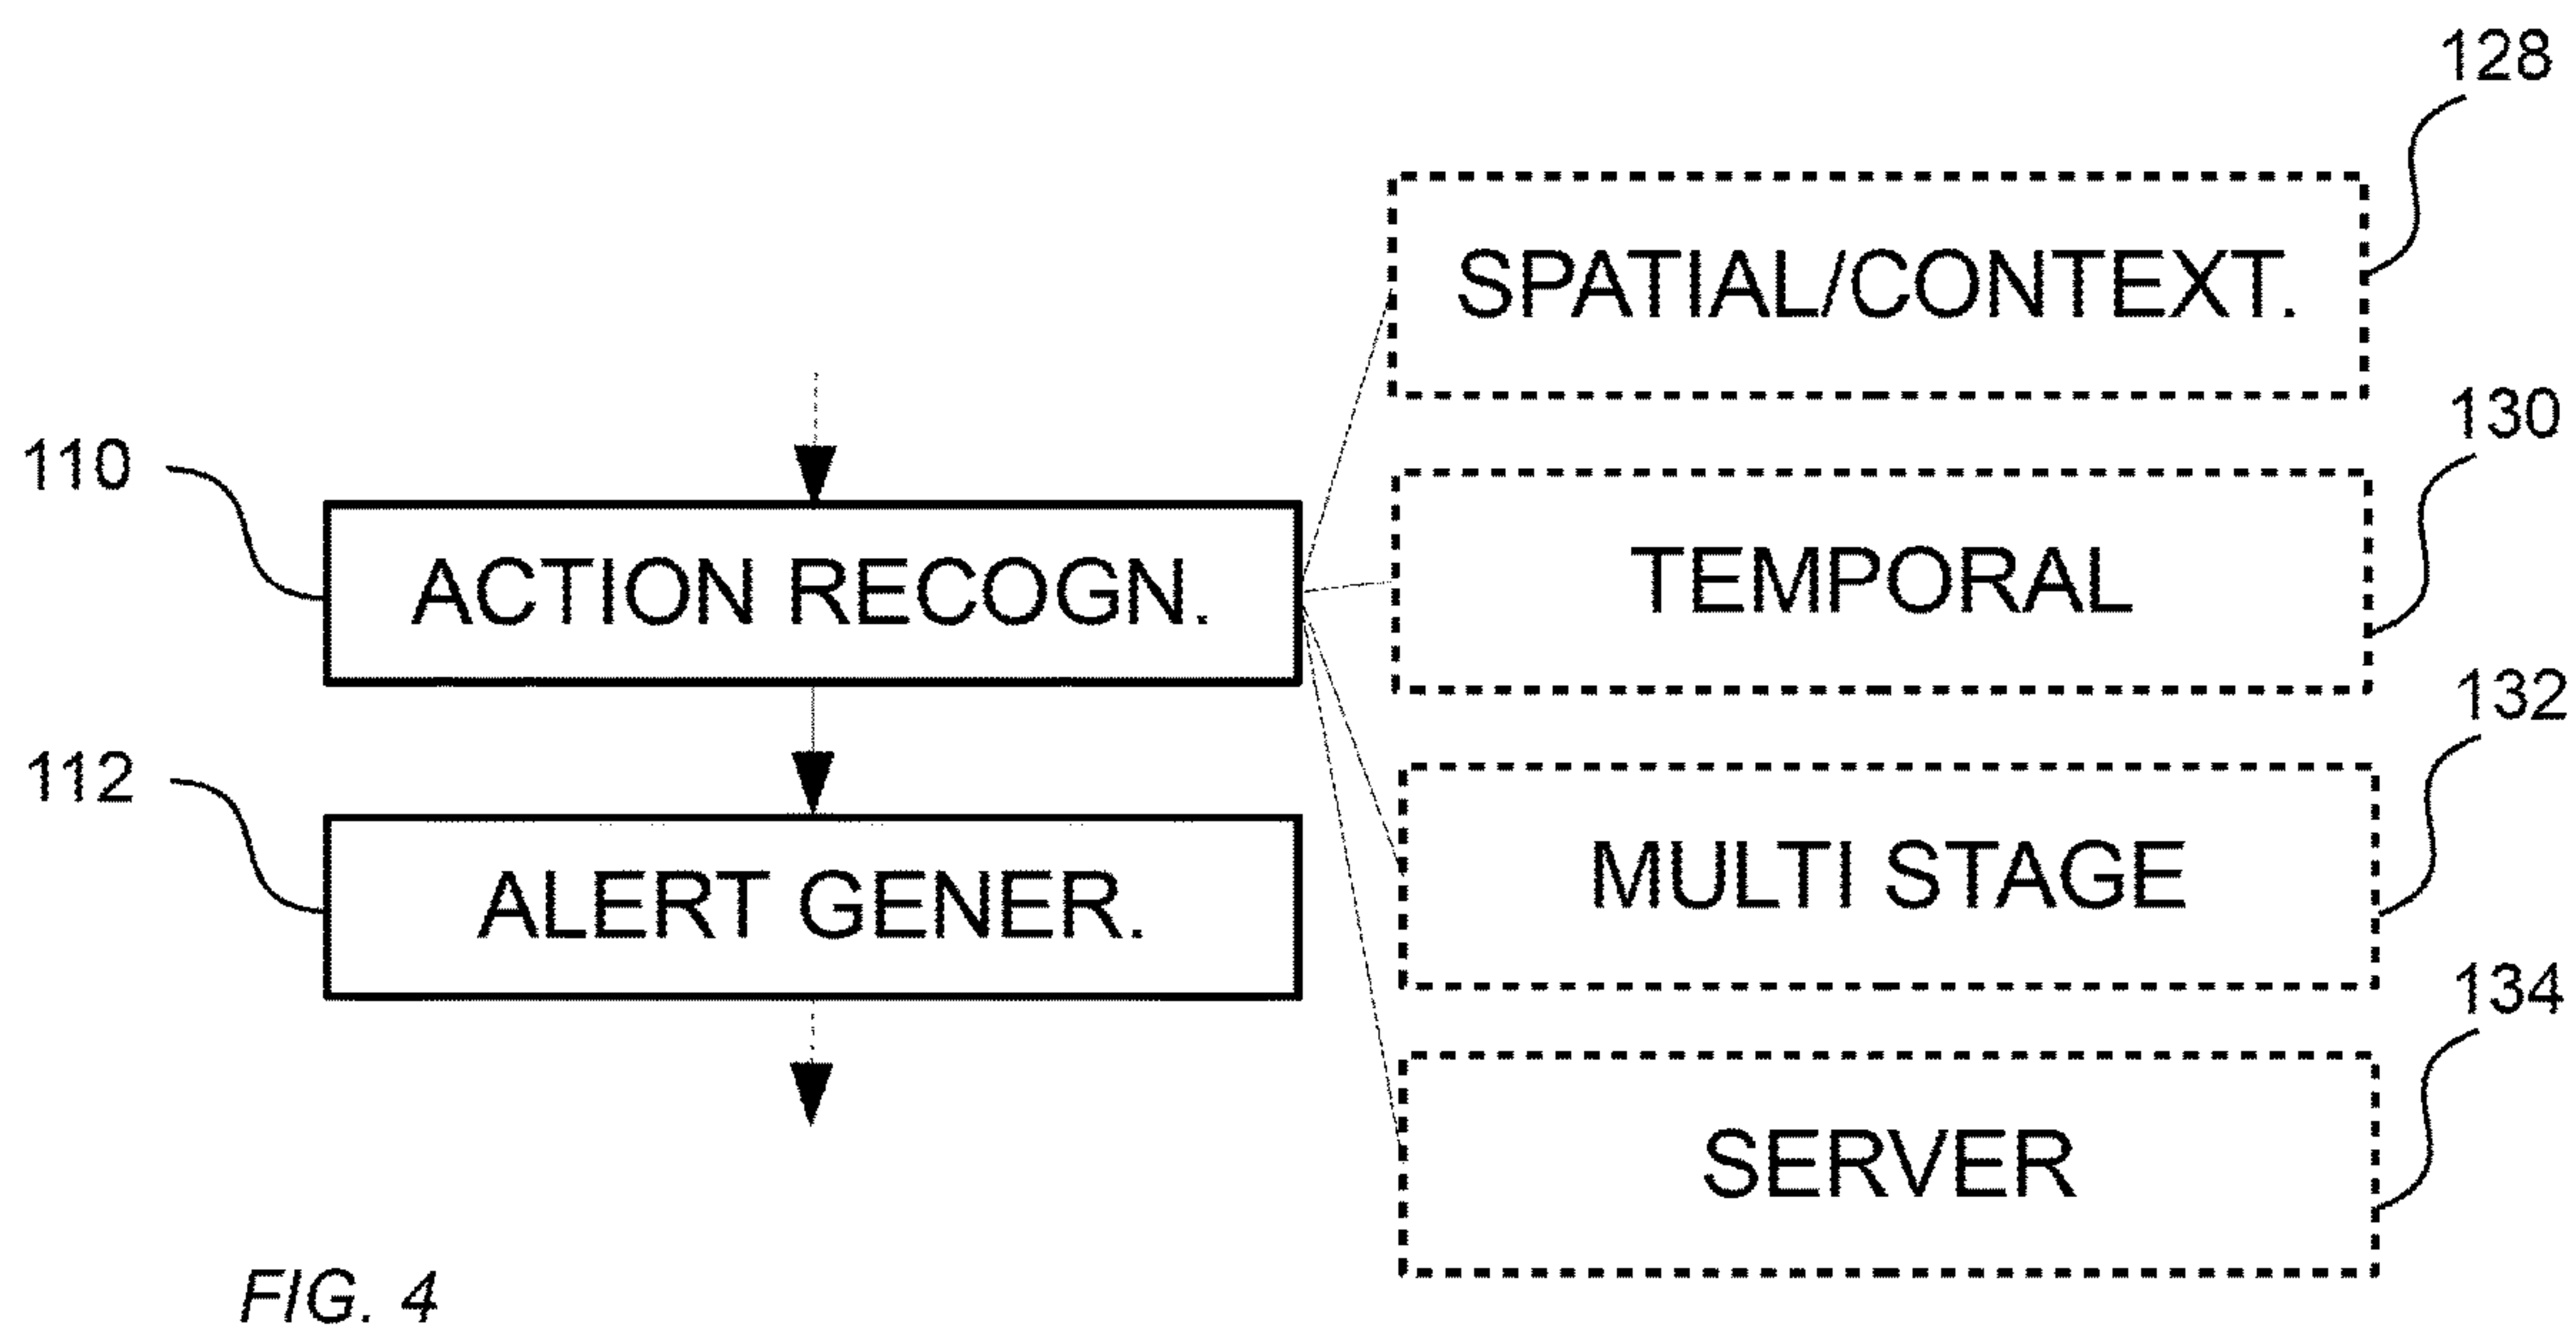 128
SPATIAL/CONTEXT.
130
110
ACTION RECOGN.
TEMPORAL
132
112
ALERT GENER.
MULTI STAGE
134
SERVER
FIG. 4